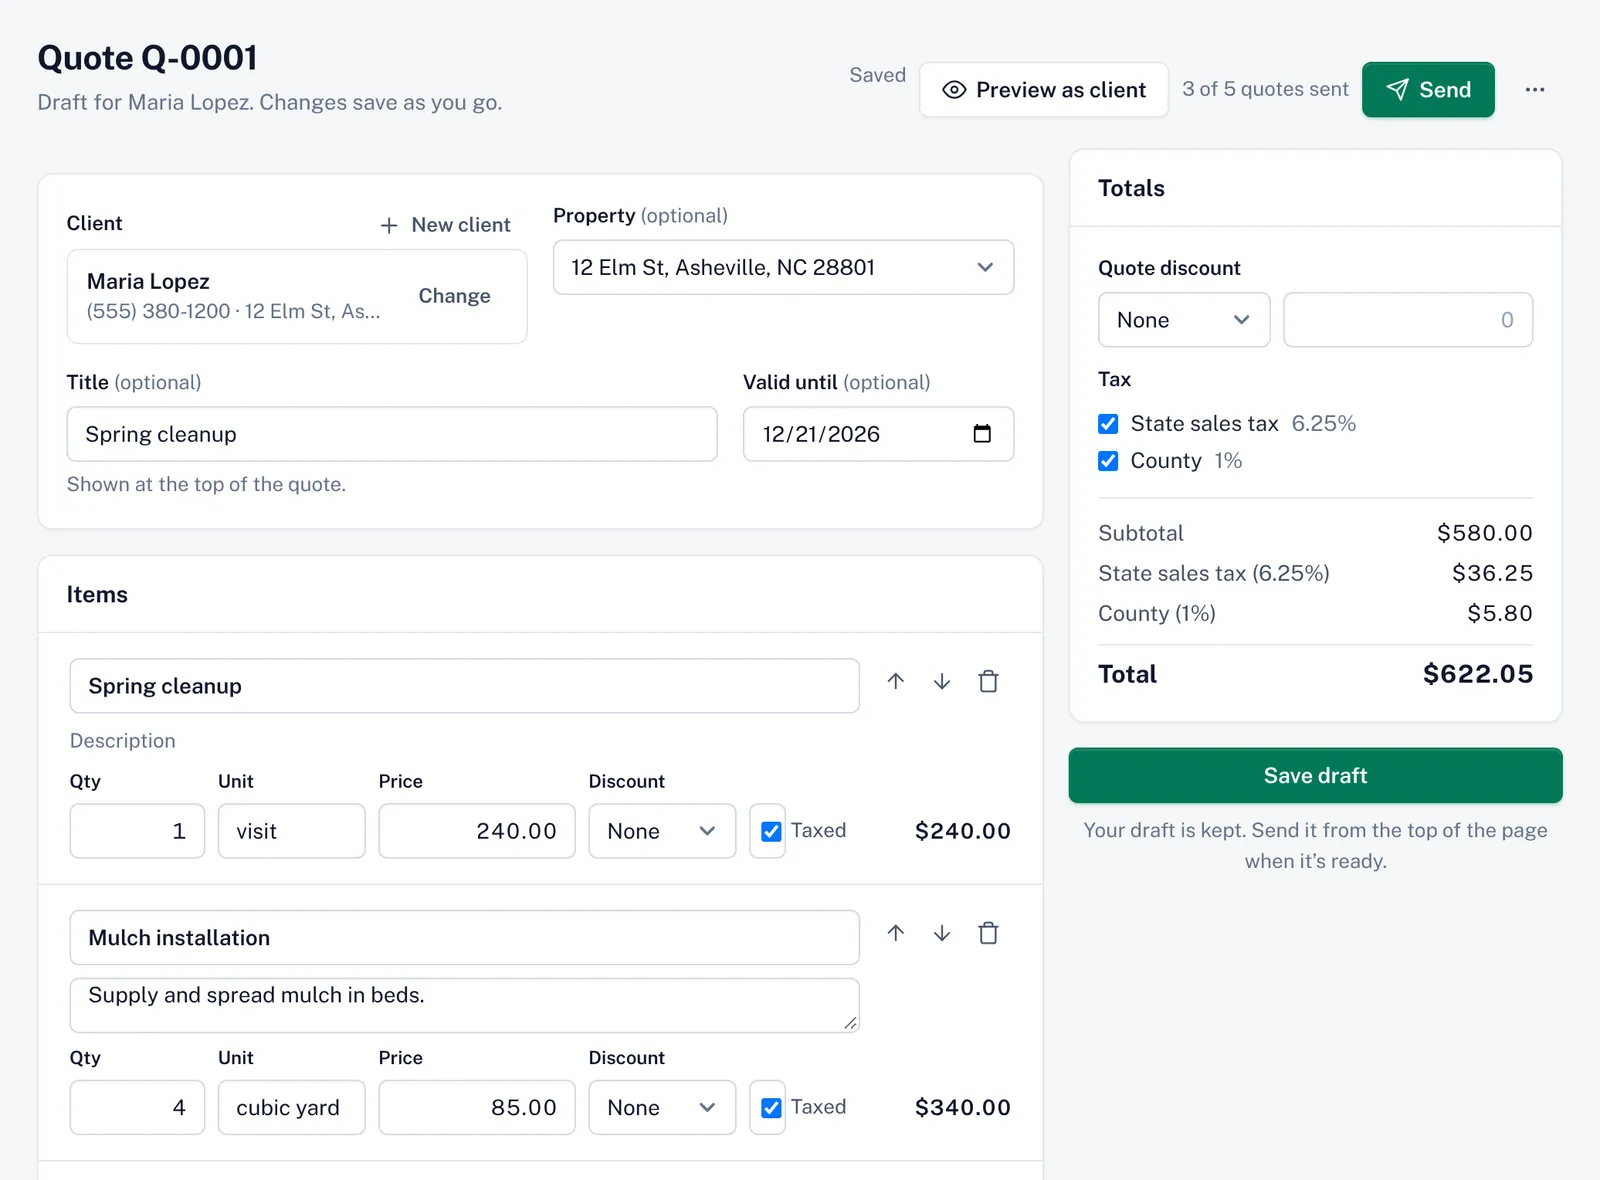 Quote Q-0001
Draft for Maria Lopez. Changes save as you go.
Saved
Preview as client
3 of 5 quotes sent
Send
Client
New client
Maria Lopez
(555) 380-1200 · 12 Elm St, As...
Change
Property (optional)
12 Elm St, Asheville, NC 28801
Title (optional)
Spring cleanup
Shown at the top of the quote.
Valid until (optional)
12/21/2026
Items
Spring cleanup
Description
Qty Unit Price Discount
1 visit 240.00 None Taxed $240.00
Mulch installation
Supply and spread mulch in beds.
Qty Unit Price Discount
4 cubic yard 85.00 None Taxed $340.00
Totals
Quote discount
None 0
Tax
State sales tax 6.25%
County 1%
Subtotal $580.00
State sales tax (6.25%) $36.25
County (1%) $5.80
Total $622.05
Save draft
Your draft is kept. Send it from the top of the page
when it’s ready.